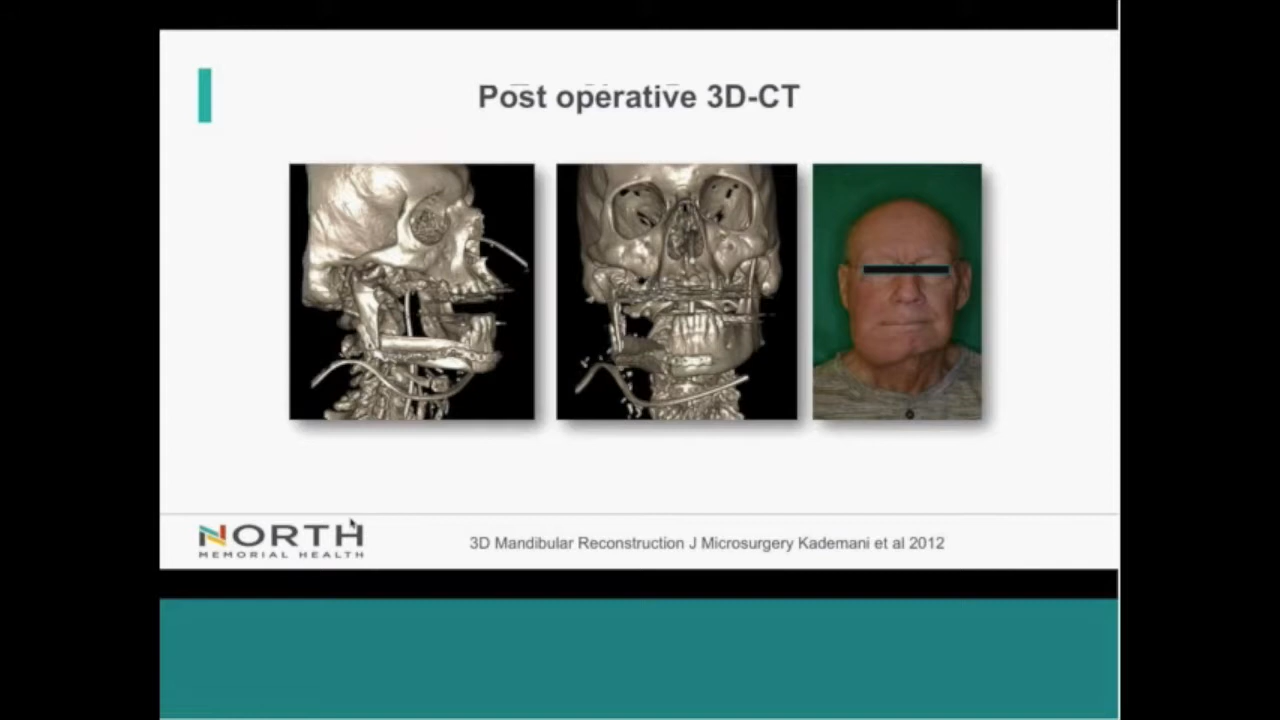 Post operative 3D-CT
NORTH
MEMORIAL HEALTH
3D Mandibular Reconstruction J Microsurgery Kademani et al 2012